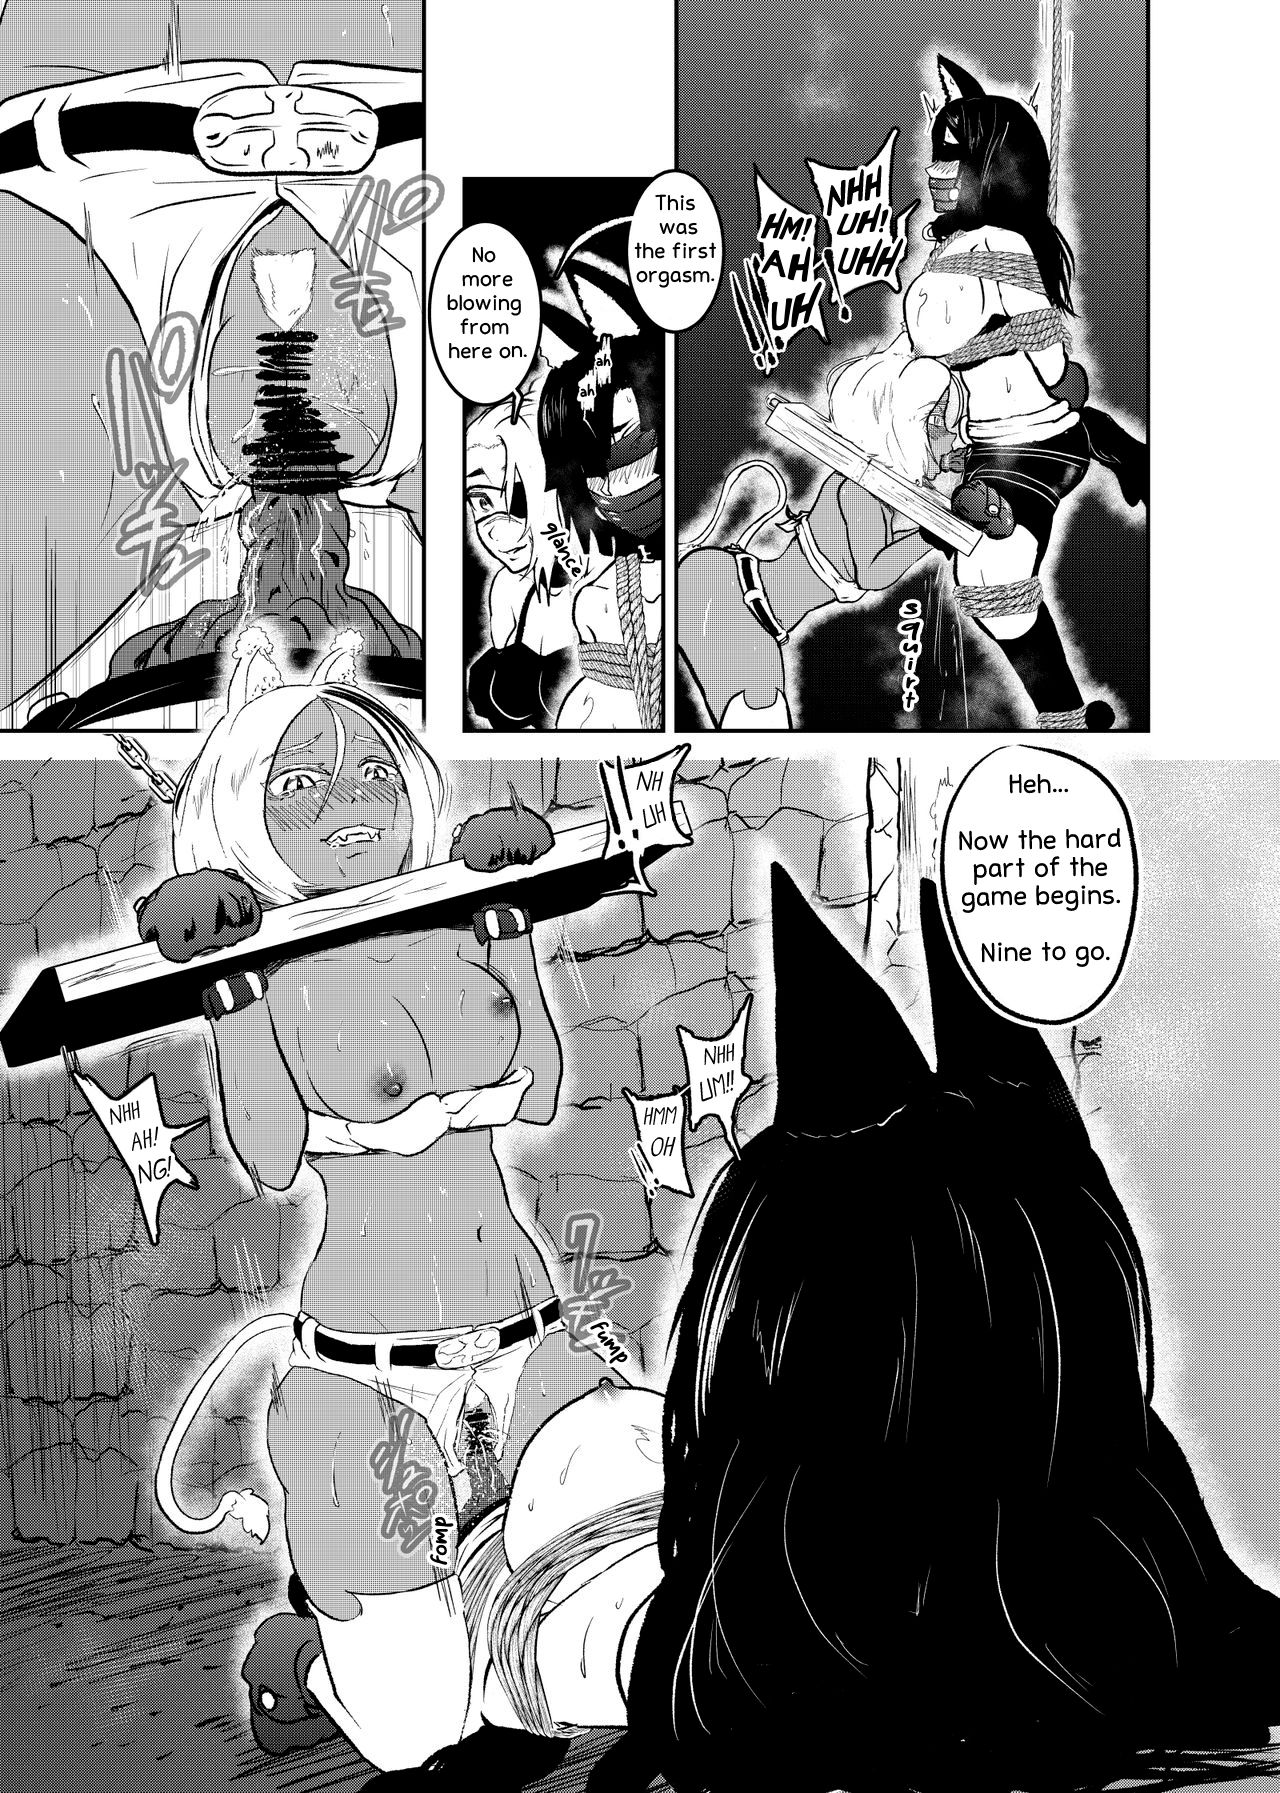 NHH
UH!
UHH
HM!
AH
UH
!!
squirt
This
was
the first
orgasm.
No
more
blowing
from
here on.
ah
ah
glance
Heh...
Now the hard
part of the
game begins.
Nine to go.
NH
UH
!!
NHH
AH!
NG!
NHH
UM!!
HMM
OH
!!
fump
fomp